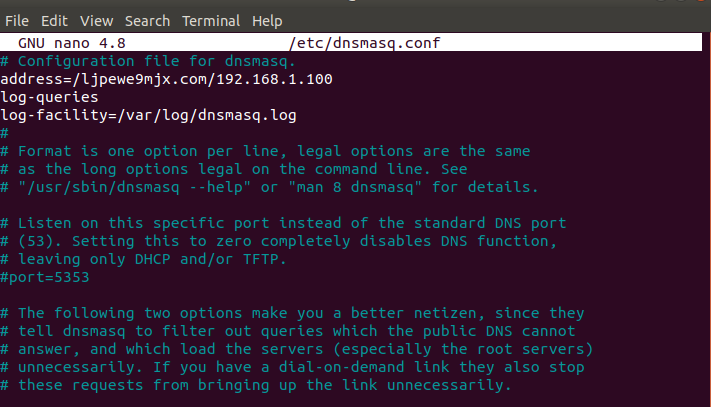 File Edit View Search Terminal Help
GNU nano 4.8 /etc/dnsmasq.conf
# Configuration file for dnsmasq.
address=/ljpewe9mjx.com/192.168.1.100
log-queries
log-facility=/var/log/dnsmasq.log
#
# Format is one option per line, legal options are the same
# as the long options legal on the command line. See
# "/usr/sbin/dnsmasq --help" or "man 8 dnsmasq" for details.
# Listen on this specific port instead of the standard DNS port
# (53). Setting this to zero completely disables DNS function,
# leaving only DHCP and/or TFTP.
#port=5353
# The following two options make you a better netizen, since they
# tell dnsmasq to filter out queries which the public DNS cannot
# answer, and which load the servers (especially the root servers)
# unnecessarily. If you have a dial-on-demand link they also stop
# these requests from bringing up the link unnecessarily.